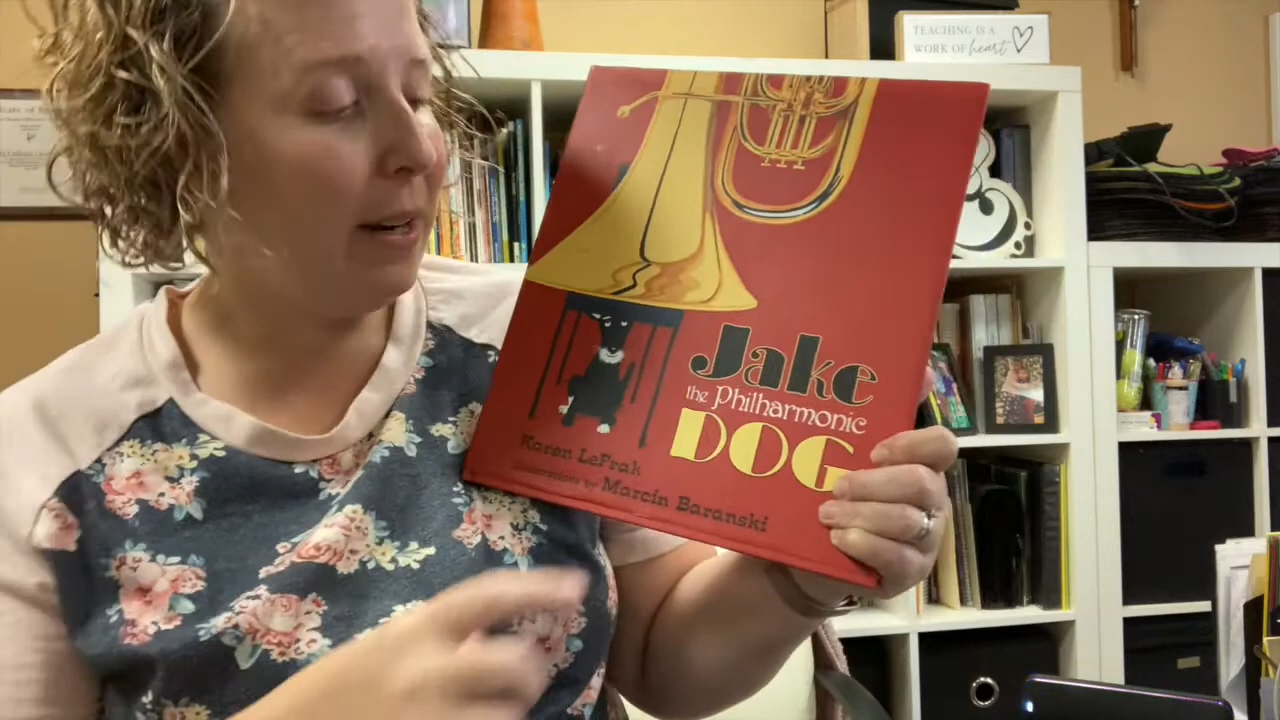 TEACHING IS A
WORK OF heart
Jake
the Philharmonic
DOG
Karen LeFrak
illustrations by Marcin Baranski